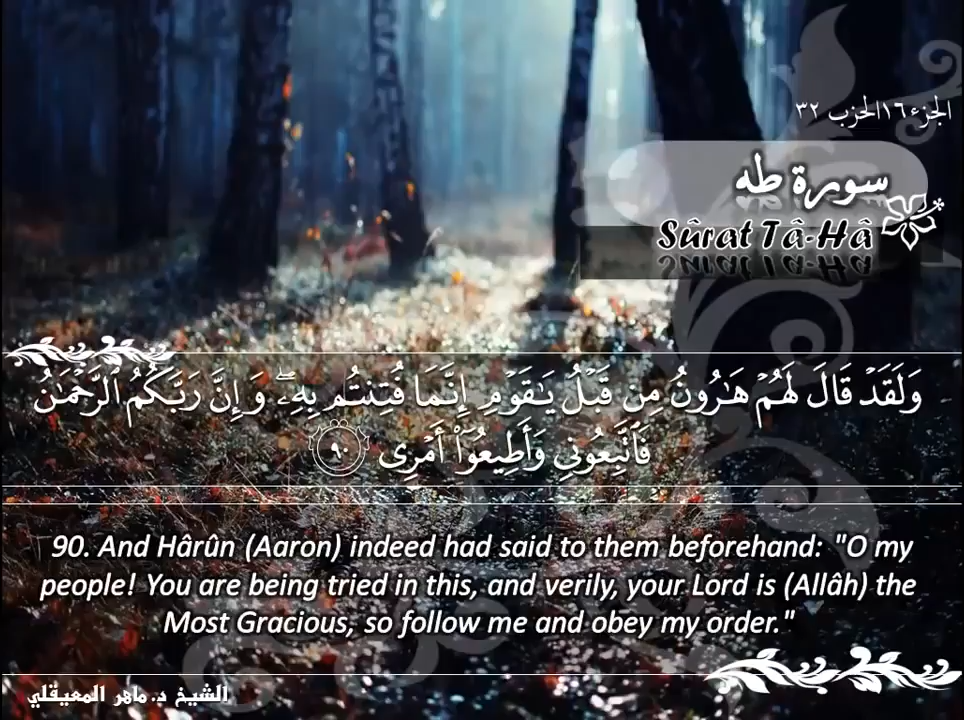 الجزء١٦الحزب ٣٢
سورة طه
Sûrat Tâ-Hâ
وَلَقَدْ قَالَ لَهُمْ هَٰرُونُ مِن قَبْلُ يَٰقَوْمِ إِنَّمَا فُتِنتُم بِهِۦۖ وَإِنَّ رَبَّكُمُ ٱلرَّحْمَٰنُ
فَٱتَّبِعُونِى وَأَطِيعُوٓا۟ أَمْرِى ٩٠
90. And Hârûn (Aaron) indeed had said to them beforehand: "O my
people! You are being tried in this, and verily, your Lord is (Allâh) the
Most Gracious, so follow me and obey my order."
الشيخ د. ماهر المعيقلي